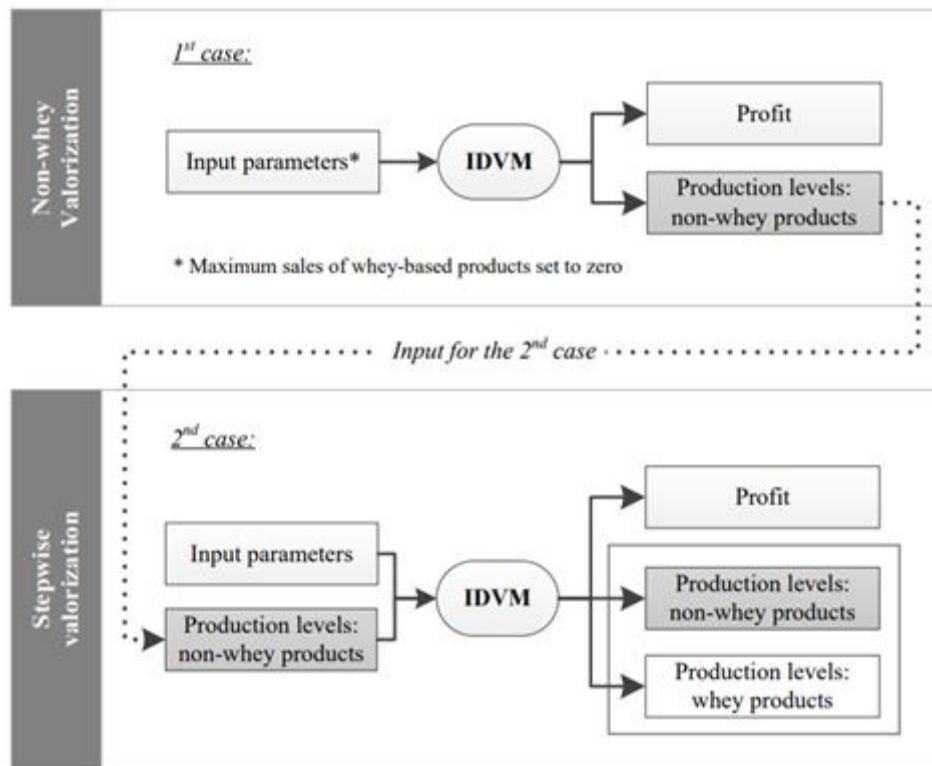 Non-whey
Valorization
1st case:
Input parameters*
IDVM
Profit
Production levels:
non-whey products
* Maximum sales of whey-based products set to zero
Input for the 2nd case
Stepwise
valorization
2nd case:
Input parameters
Production levels:
non-whey products
IDVM
Profit
Production levels:
non-whey products
Production levels:
whey products